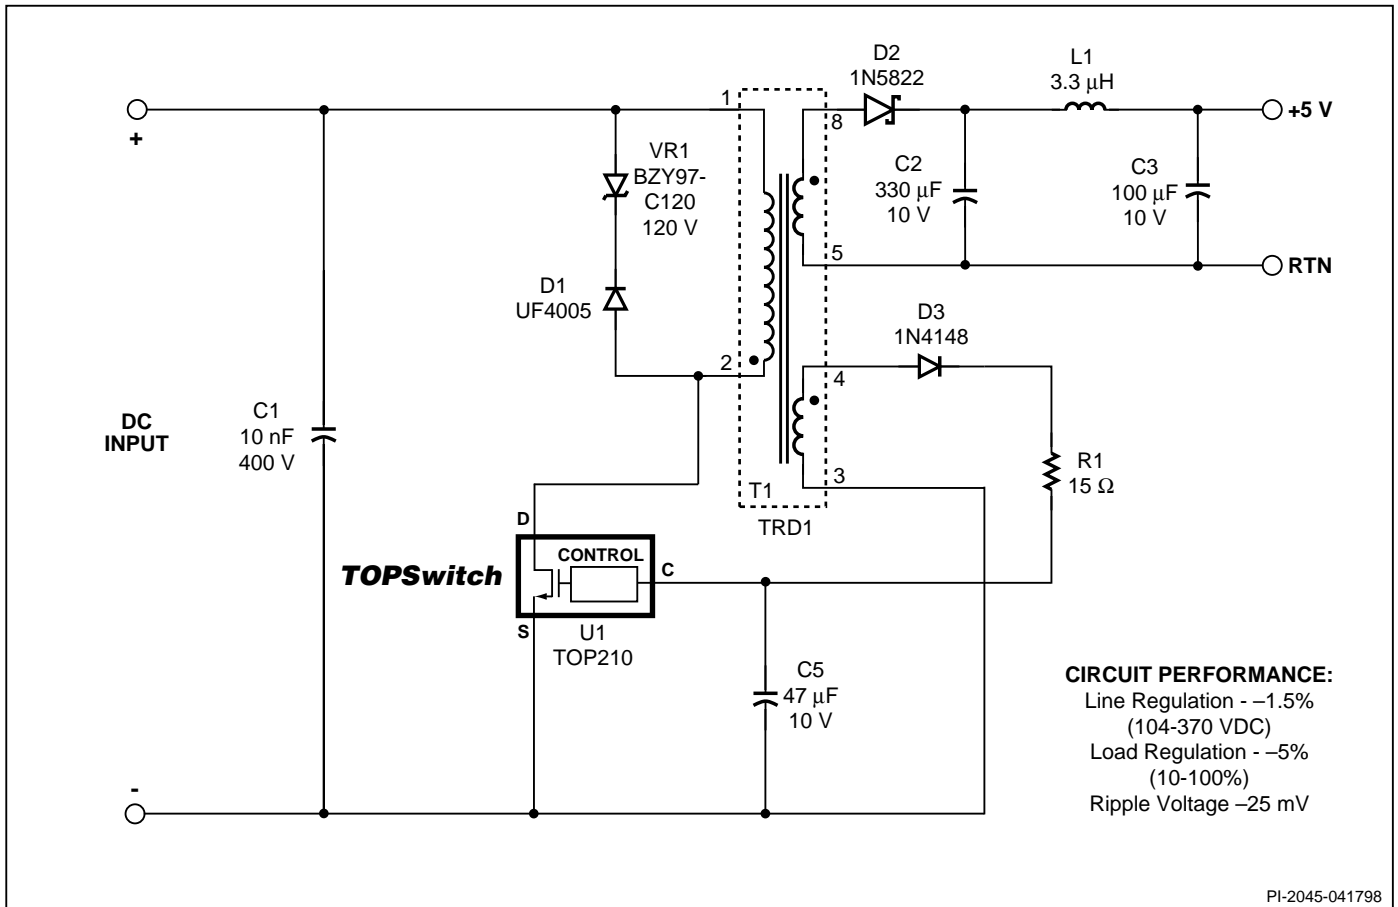 D2
1N5822
L1
3.3 μH
1
8
+5 V
+
VR1
BZY97-
C120
120 V
C2
330 μF
10 V
C3
100 μF
10 V
5
RTN
D1
UF4005
D3
1N4148
2
4
DC
INPUT
C1
10 nF
400 V
R1
15 Ω
T1
3
TRD1
D
CONTROL
C
TOPSwitch
S
U1
TOP210
C5
47 μF
10 V
CIRCUIT PERFORMANCE:
Line Regulation - –1.5%
(104-370 VDC)
Load Regulation - –5%
(10-100%)
Ripple Voltage –25 mV
-
PI-2045-041798